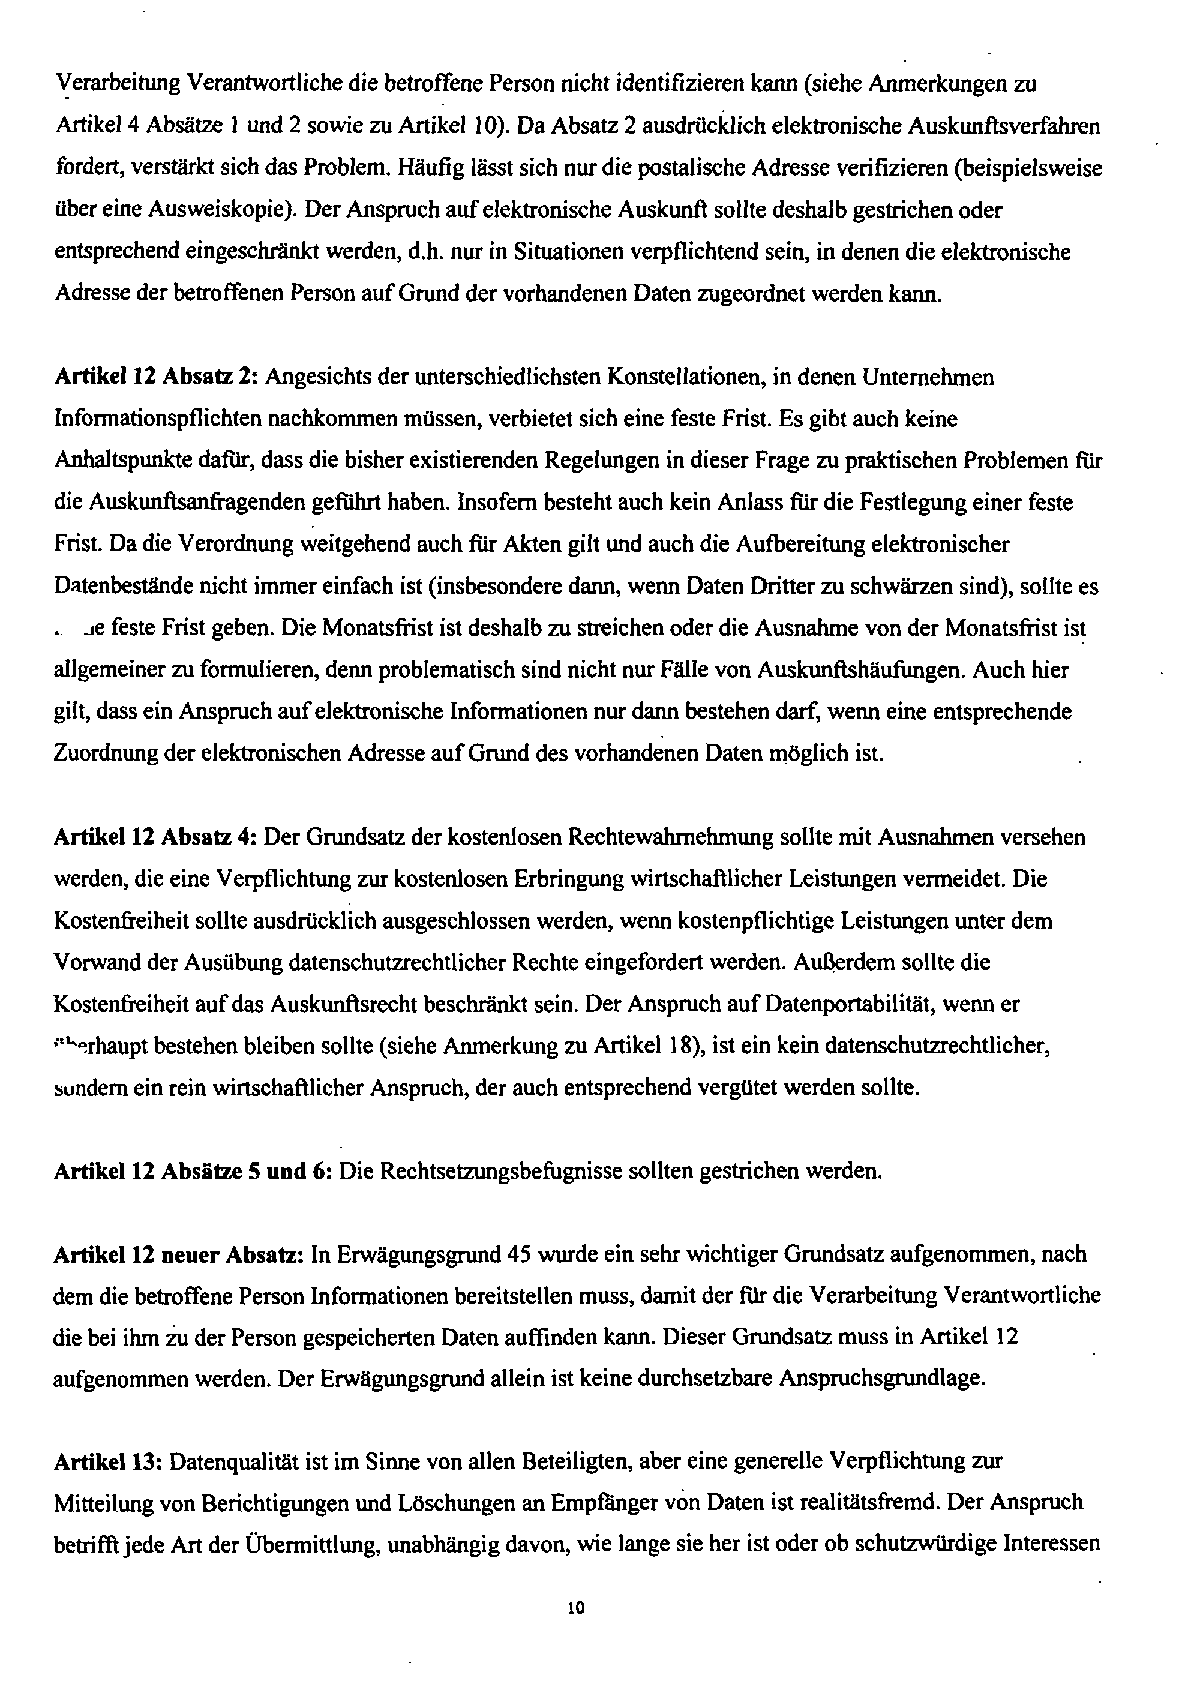 Verarbeitung Verantwortliche die betroffene Person nicht identifizieren kann (siehe Anmerkungen zu
Artikel 4 Absätze 1 und 2 sowie zu Artikel 10). Da Absatz 2 ausdrücklich elektronische Auskunftsverfahren
fordert, verstärkt sich das Problem. Häufig lässt sich nur die postalische Adresse verifizieren (beispielsweise
über eine Ausweiskopie). Der Anspruch auf elektronische Auskunft sollte deshalb gestrichen oder
entsprechend eingeschränkt werden, d.h. nur in Situationen verpflichtend sein, in denen die elektronische
Adresse der betroffenen Person auf Grund der vorhandenen Daten zugeordnet werden kann.
Artikel 12 Absatz 2: Angesichts der unterschiedlichsten Konstellationen, in denen Unternehmen
Informationspflichten nachkommen müssen, verbietet sich eine feste Frist. Es gibt auch keine
Anhaltspunkte dafür, dass die bisher existierenden Regelungen in dieser Frage zu praktischen Problemen für
die Auskunftsanfragenden geführt haben. Insofern besteht auch kein Anlass für die Festlegung einer feste
Frist. Da die Verordnung weitgehend auch für Akten gilt und auch die Aufbereitung elektronischer
Datenbestände nicht immer einfach ist (insbesondere dann, wenn Daten Dritter zu schwärzen sind), sollte es
feste Frist geben. Die Monatsfrist ist deshalb zu streichen oder die Ausnahme von der Monatsfrist ist
allgemeiner zu formulieren, denn problematisch sind nicht nur Fälle von Auskunftshäufungen. Auch hier
gilt, dass ein Anspruch auf elektronische Informationen nur dann bestehen darf, wenn eine entsprechende
Zuordnung der elektronischen Adresse auf Grund des vorhandenen Daten möglich ist.
Artikel 12 Absatz 4: Der Grundsatz der kostenlosen Rechtewahrnehmung sollte mit Ausnahmen versehen
werden, die eine Verpflichtung zur kostenlosen Erbringung wirtschaftlicher Leistungen vermeidet. Die
Kostenfreiheit sollte ausdrücklich ausgeschlossen werden, wenn kostenpflichtige Leistungen unter dem
Vorwand der Ausübung datenschutzrechtlicher Rechte eingefordert werden. Außerdem sollte die
Kostenfreiheit auf das Auskunftsrecht beschränkt sein. Der Anspruch auf Datenportabilität, wenn er
überhaupt bestehen bleiben sollte (siehe Anmerkung zu Artikel 18), ist ein kein datenschutzrechtlicher,
sondern ein rein wirtschaftlicher Anspruch, der auch entsprechend vergütet werden sollte.
Artikel 12 Absätze 5 und 6: Die Rechtsetzungsbefugnisse sollten gestrichen werden.
Artikel 12 neuer Absatz: In Erwägungsgrund 45 wurde ein sehr wichtiger Grundsatz aufgenommen, nach
dem die betroffene Person Informationen bereitstellen muss, damit der für die Verarbeitung Verantwortliche
die bei ihm zu der Person gespeicherten Daten auffinden kann. Dieser Grundsatz muss in Artikel 12
aufgenommen werden. Der Erwägungsgrund allein ist keine durchsetzbare Anspruchsgrundlage.
Artikel 13: Datenqualität ist im Sinne von allen Beteiligten, aber eine generelle Verpflichtung zur
Mitteilung von Berichtigungen und Löschungen an Empfänger von Daten ist realitätsfremd. Der Anspruch
betrifft jede Art der Übermittlung, unabhängig davon, wie lange sie her ist oder ob schutzwürdige Interessen
10